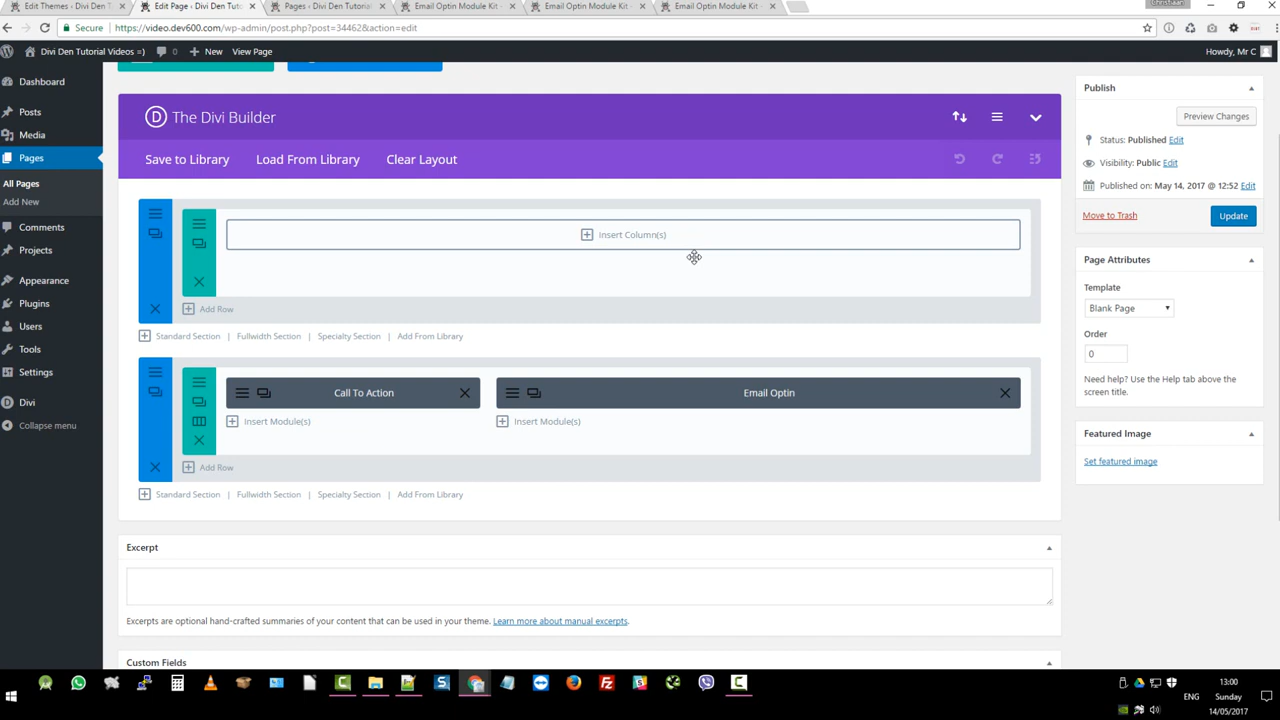 Edit Themes ‹ Divi Den T
Edit Page ‹ Divi Den Tuto
Pages ‹ Divi Den Tutorial
Email Optin Module Kit -
Email Optin Module Kit -
Email Optin Module Kit
Christiaan
Secure
https://video.dev600.com/wp-admin/post.php?post=34462&action=edit
Divi Den Tutorial Videos =)
0
New
View Page
Howdy, Mr C
Dashboard
Posts
Media
Pages
All Pages
Add New
Comments
Projects
Appearance
Plugins
Users
Tools
Settings
Divi
Collapse menu
D
The Divi Builder
Save to Library
Load From Library
Clear Layout
Insert Column(s)
Add Row
Standard Section | Fullwidth Section | Specialty Section | Add From Library
Call To Action
Email Optin
Insert Module(s)
Insert Module(s)
Add Row
Standard Section | Fullwidth Section | Specialty Section | Add From Library
Excerpt
Excerpts are optional hand-crafted summaries of your content that can be used in your theme. Learn more about manual excerpts.
Custom Fields
Publish
Preview Changes
Status: Published Edit
Visibility: Public Edit
Published on: May 14, 2017 @ 12:52 Edit
Move to Trash
Update
Page Attributes
Template
Blank Page
Order
0
Need help? Use the Help tab above the
screen title.
Featured Image
Set featured image
ENG
13:00
Sunday
14/05/2017